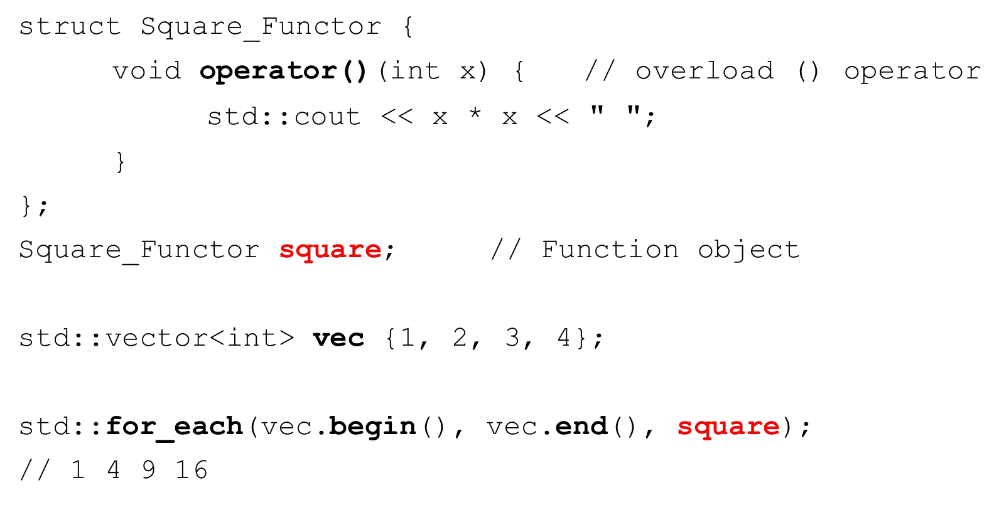 struct Square_Functor {
void operator()(int x) { // overload () operator
std::cout << x * x << " ";
}
};
Square_Functor square; // Function object
std::vector<int> vec {1, 2, 3, 4};
std::for_each(vec.begin(), vec.end(), square);
// 1 4 9 16